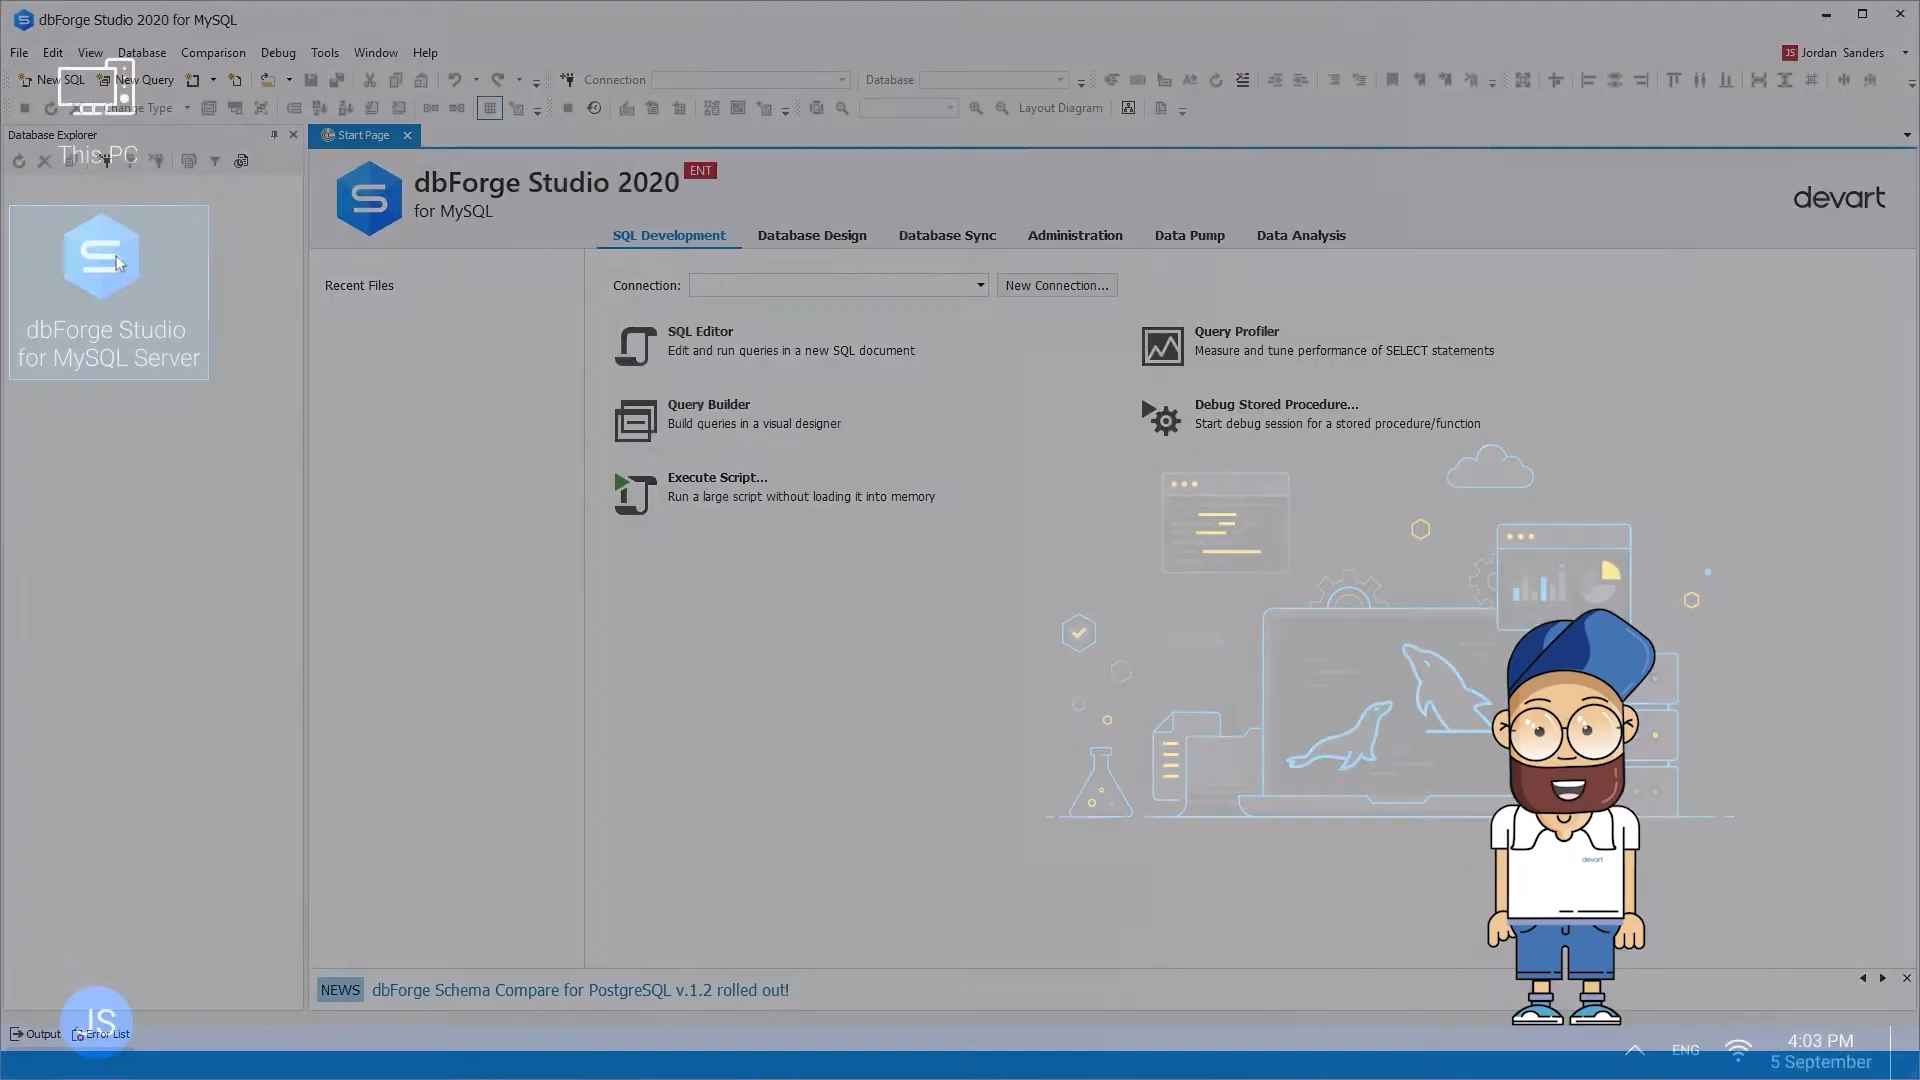 dbForge Studio 2020 for MySQL
File Edit View Database Comparison Debug Tools Window Help
JS Jordan Sanders
New SQL New Query Connection Database
Change Type Layout Diagram
Database Explorer
Start Page
This PC
dbForge Studio 2020 ENT
for MySQL
devart
SQL Development Database Design Database Sync Administration Data Pump Data Analysis
Recent Files
Connection: New Connection...
dbForge Studio
for MySQL Server
SQL Editor
Edit and run queries in a new SQL document
Query Profiler
Measure and tune performance of SELECT statements
Query Builder
Build queries in a visual designer
Debug Stored Procedure...
Start debug session for a stored procedure/function
Execute Script...
Run a large script without loading it into memory
devart
NEWS dbForge Schema Compare for PostgreSQL v.1.2 rolled out!
JS
Output Error List
ENG
4:03 PM
5 September